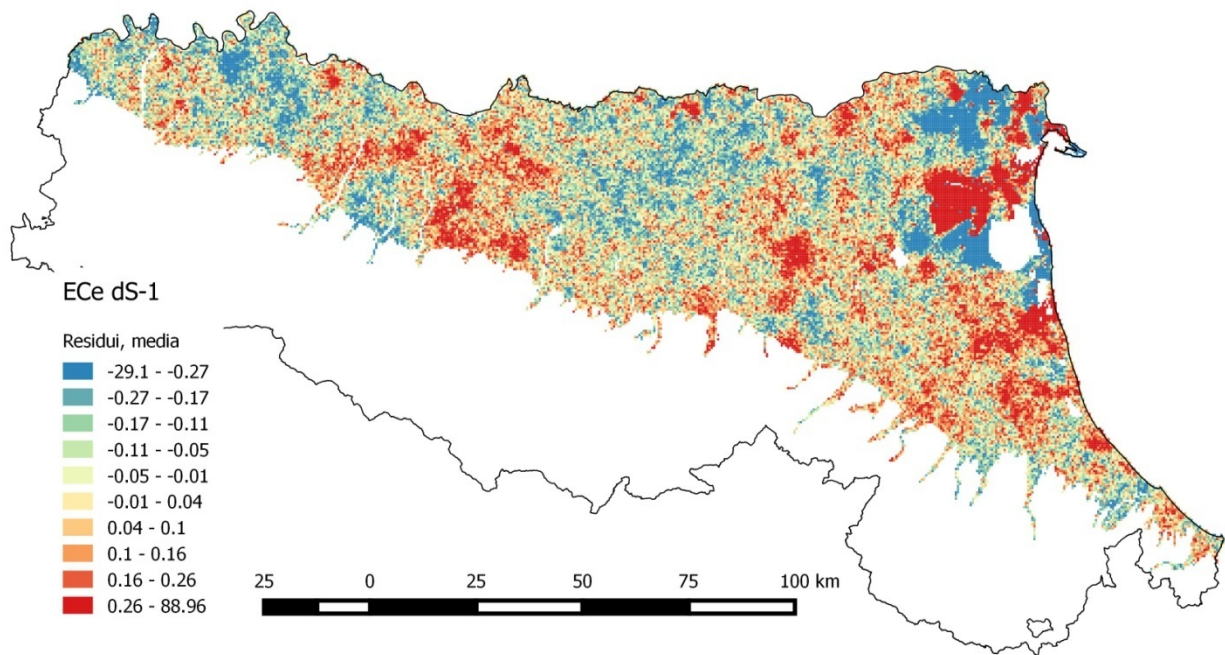 ECe dS-1
Residui, media
-29.1 - -0.27
-0.27 - -0.17
-0.17 - -0.11
-0.11 - -0.05
-0.05 - -0.01
-0.01 - 0.04
0.04 - 0.1
0.1 - 0.16
0.16 - 0.26
0.26 - 88.96
25 0 25 50 75 100 km